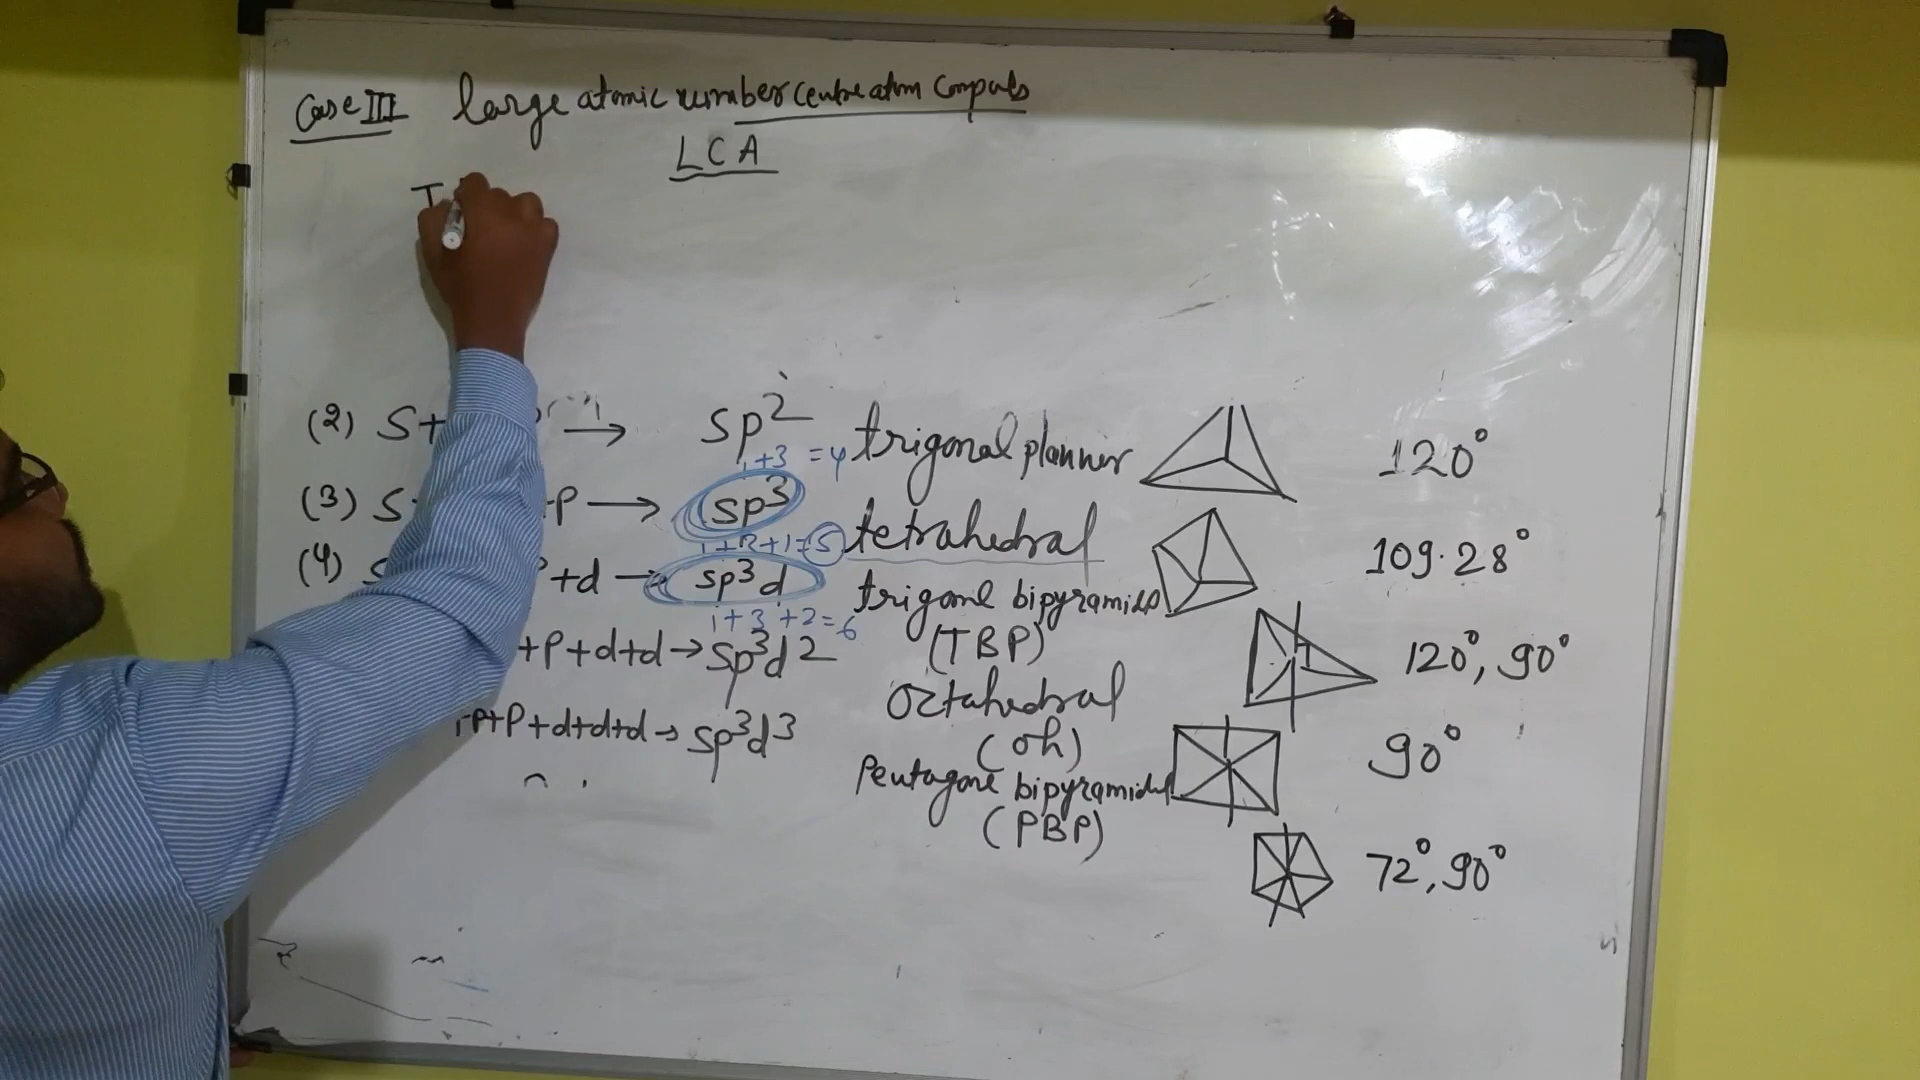 Case III large atomic number centre atom Compds
LCA
T
(2) S+ → sp2 trigonal planner 120°
1+3 =4
(3) S P → sp3 tetrahedral 109.28°
1+3+1=5
(4) +d → sp3d trigonal bipyramidal 120°, 90°
1+3+2=6 (TBP)
+P+d+d → sp3d2 Octahedral 90°
(oh)
P+P+d+d+d → sp3d3 Pentagonal bipyramidal 72°, 90°
(PBP)